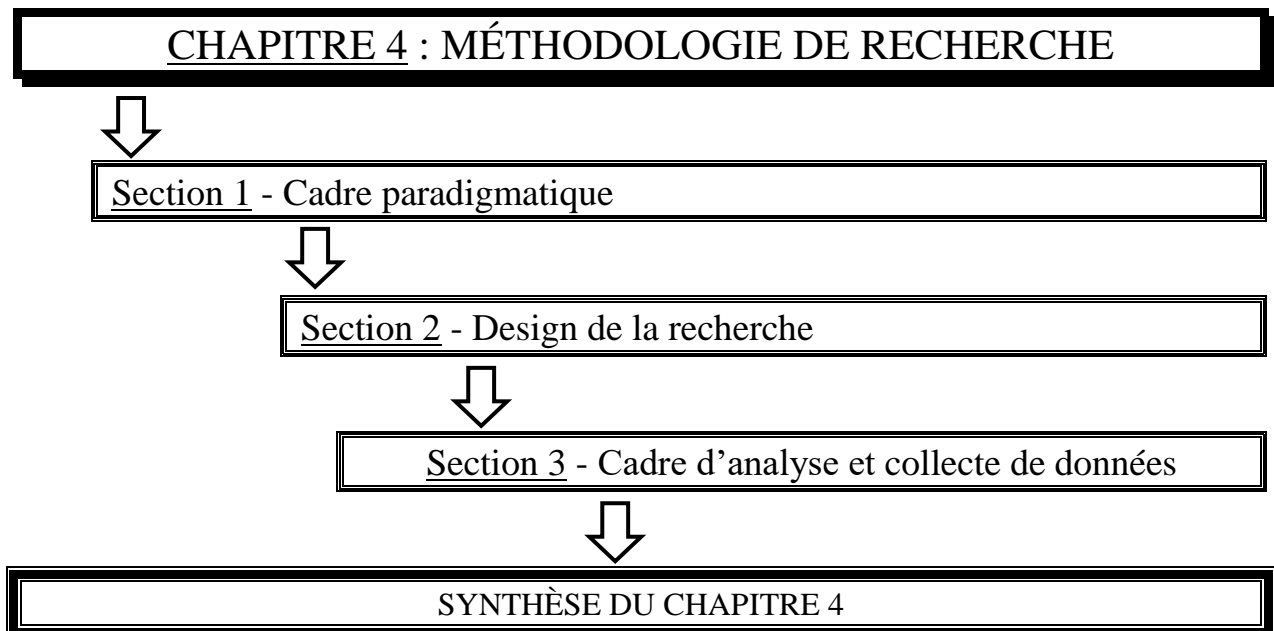 CHAPITRE 4 : MÉTHODOLOGIE DE RECHERCHE
Section 1 - Cadre paradigmatique
Section 2 - Design de la recherche
Section 3 - Cadre d’analyse et collecte de données
SYNTHÈSE DU CHAPITRE 4